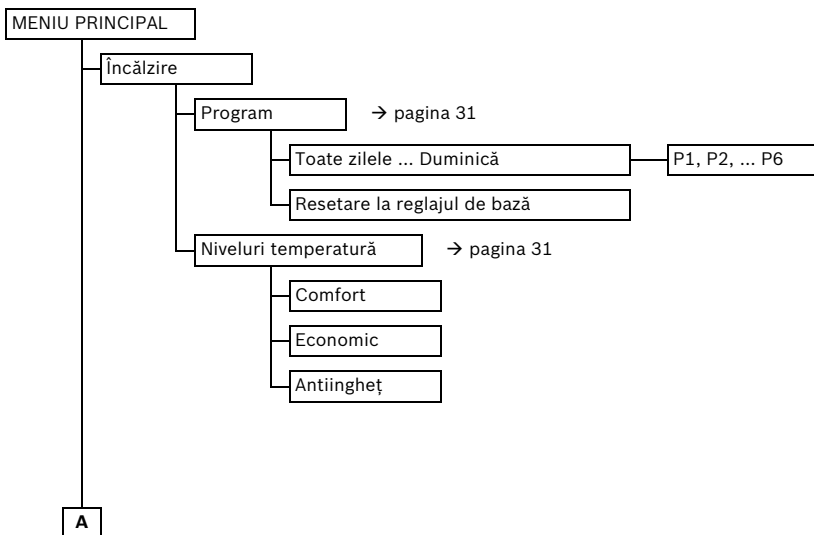 MENIU PRINCIPAL
Încălzire
Program → pagina 31
Toate zilele ... Duminică P1, P2, ... P6
Resetare la reglajul de bază
Niveluri temperatură → pagina 31
Comfort
Economic
Antiingheț
A